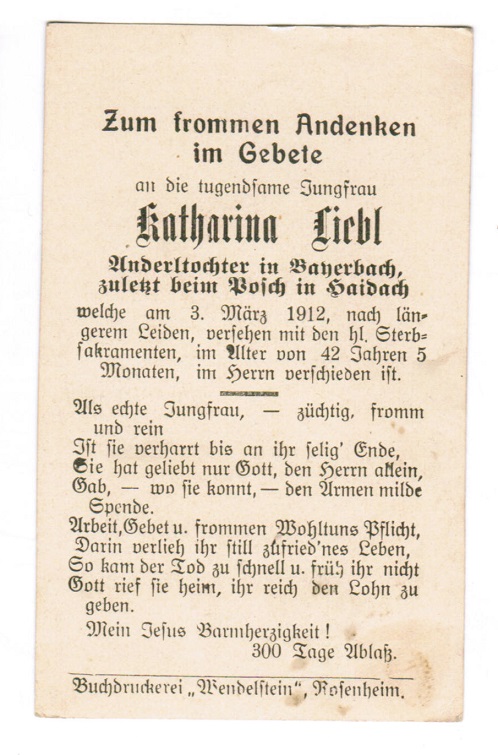 Zum frommen Andenken
im Gebete
an die tugendsame Jungfrau
Katharina Liebl
Anderltochter in Bayerbach,
zuletzt beim Posch in Haidach
welche am 3. März 1912, nach län-
gerem Leiden, versehen mit den hl. Sterb-
sakramenten, im Alter von 42 Jahren 5
Monaten, im Herrn verschieden ist.
Als echte Jungfrau, — züchtig, fromm
und rein
Ist sie verharrt bis an ihr selig' Ende,
Sie hat geliebt nur Gott, den Herrn allein,
Gab, — wo sie konnt, — den Armen milde
Spende.
Arbeit, Gebet u. frommen Wohltuns Pflicht,
Darin verlieh ihr still zufried'nes Leben,
So kam der Tod zu schnell u. früh ihr nicht
Gott rief sie heim, ihr reich den Lohn zu
geben.
Mein Jesus Barmherzigkeit!
300 Tage Ablaß.
Buchdruckerei „Wendelstein“, Rosenheim.